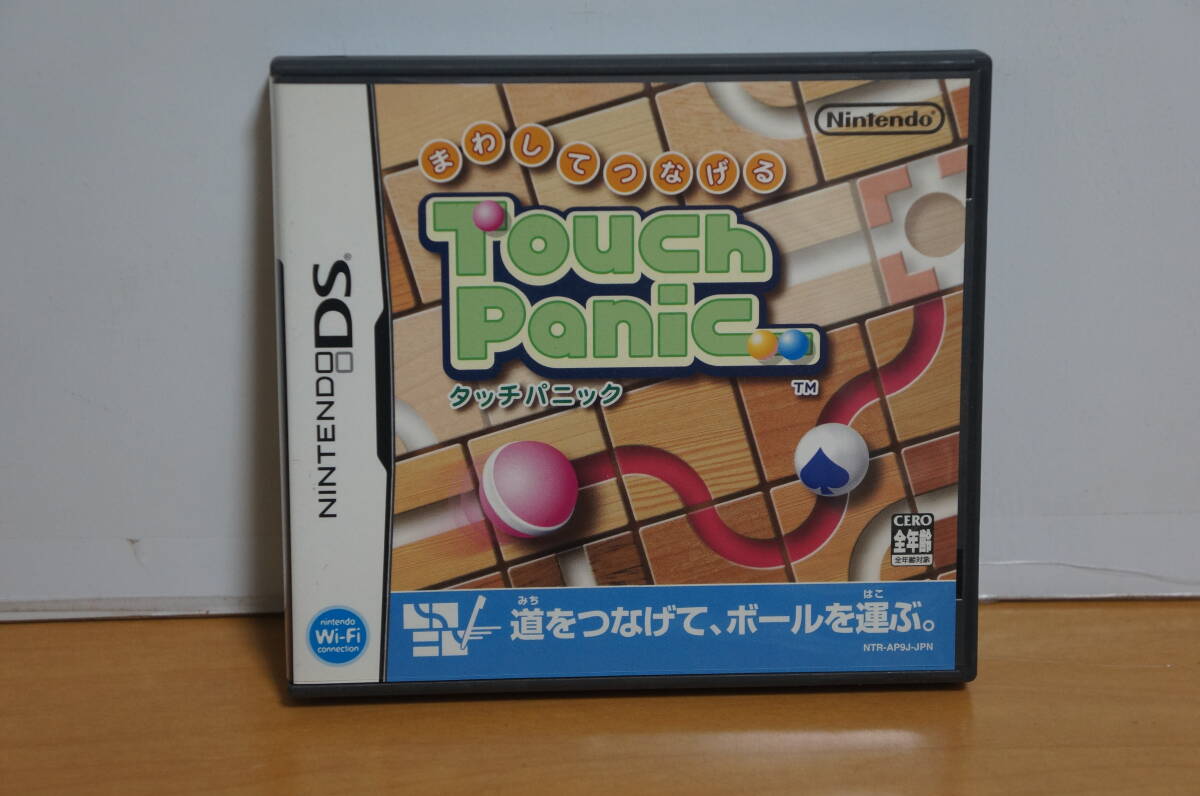 NINTENDO DS®
nintendo
Wi-Fi
connection
Nintendo®
まわしてつなげる
Touch
Panic
TM
タッチパニック
CERO
全年齢
全年齢対象
みち はこ
道をつなげて、ボールを運ぶ。
NTR-AP9J-JPN